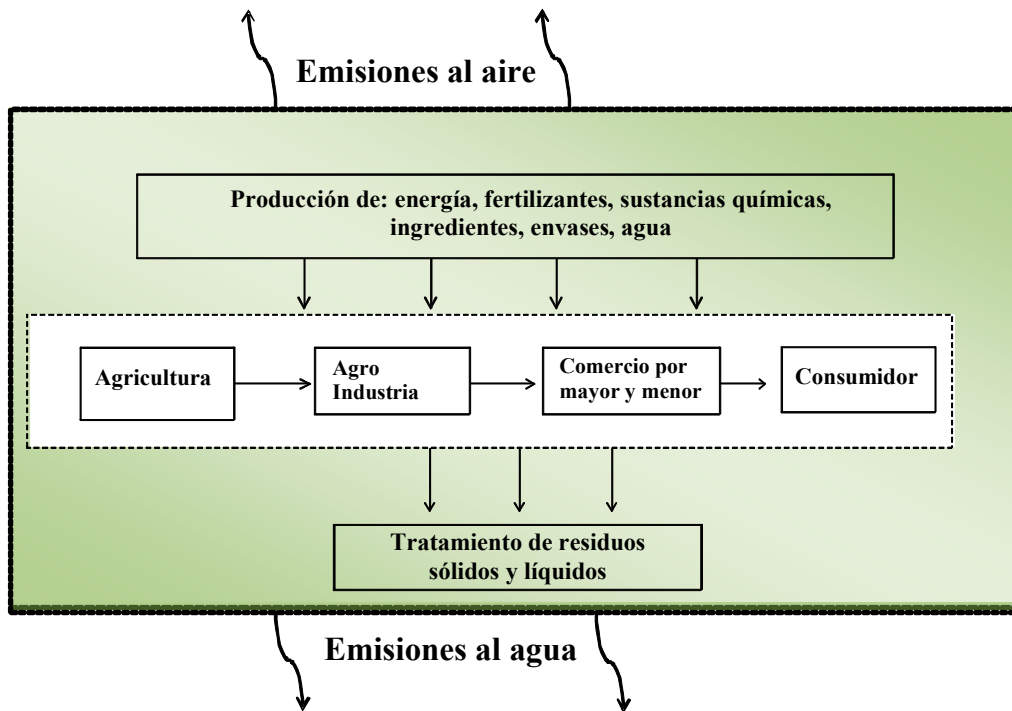 Emisiones al aire
Producción de: energía, fertilizantes, sustancias químicas,
ingredientes, envases, agua
Agricultura
Agro
Industria
Comercio por
mayor y menor
Consumidor
Tratamiento de residuos
sólidos y líquidos
Emisiones al agua